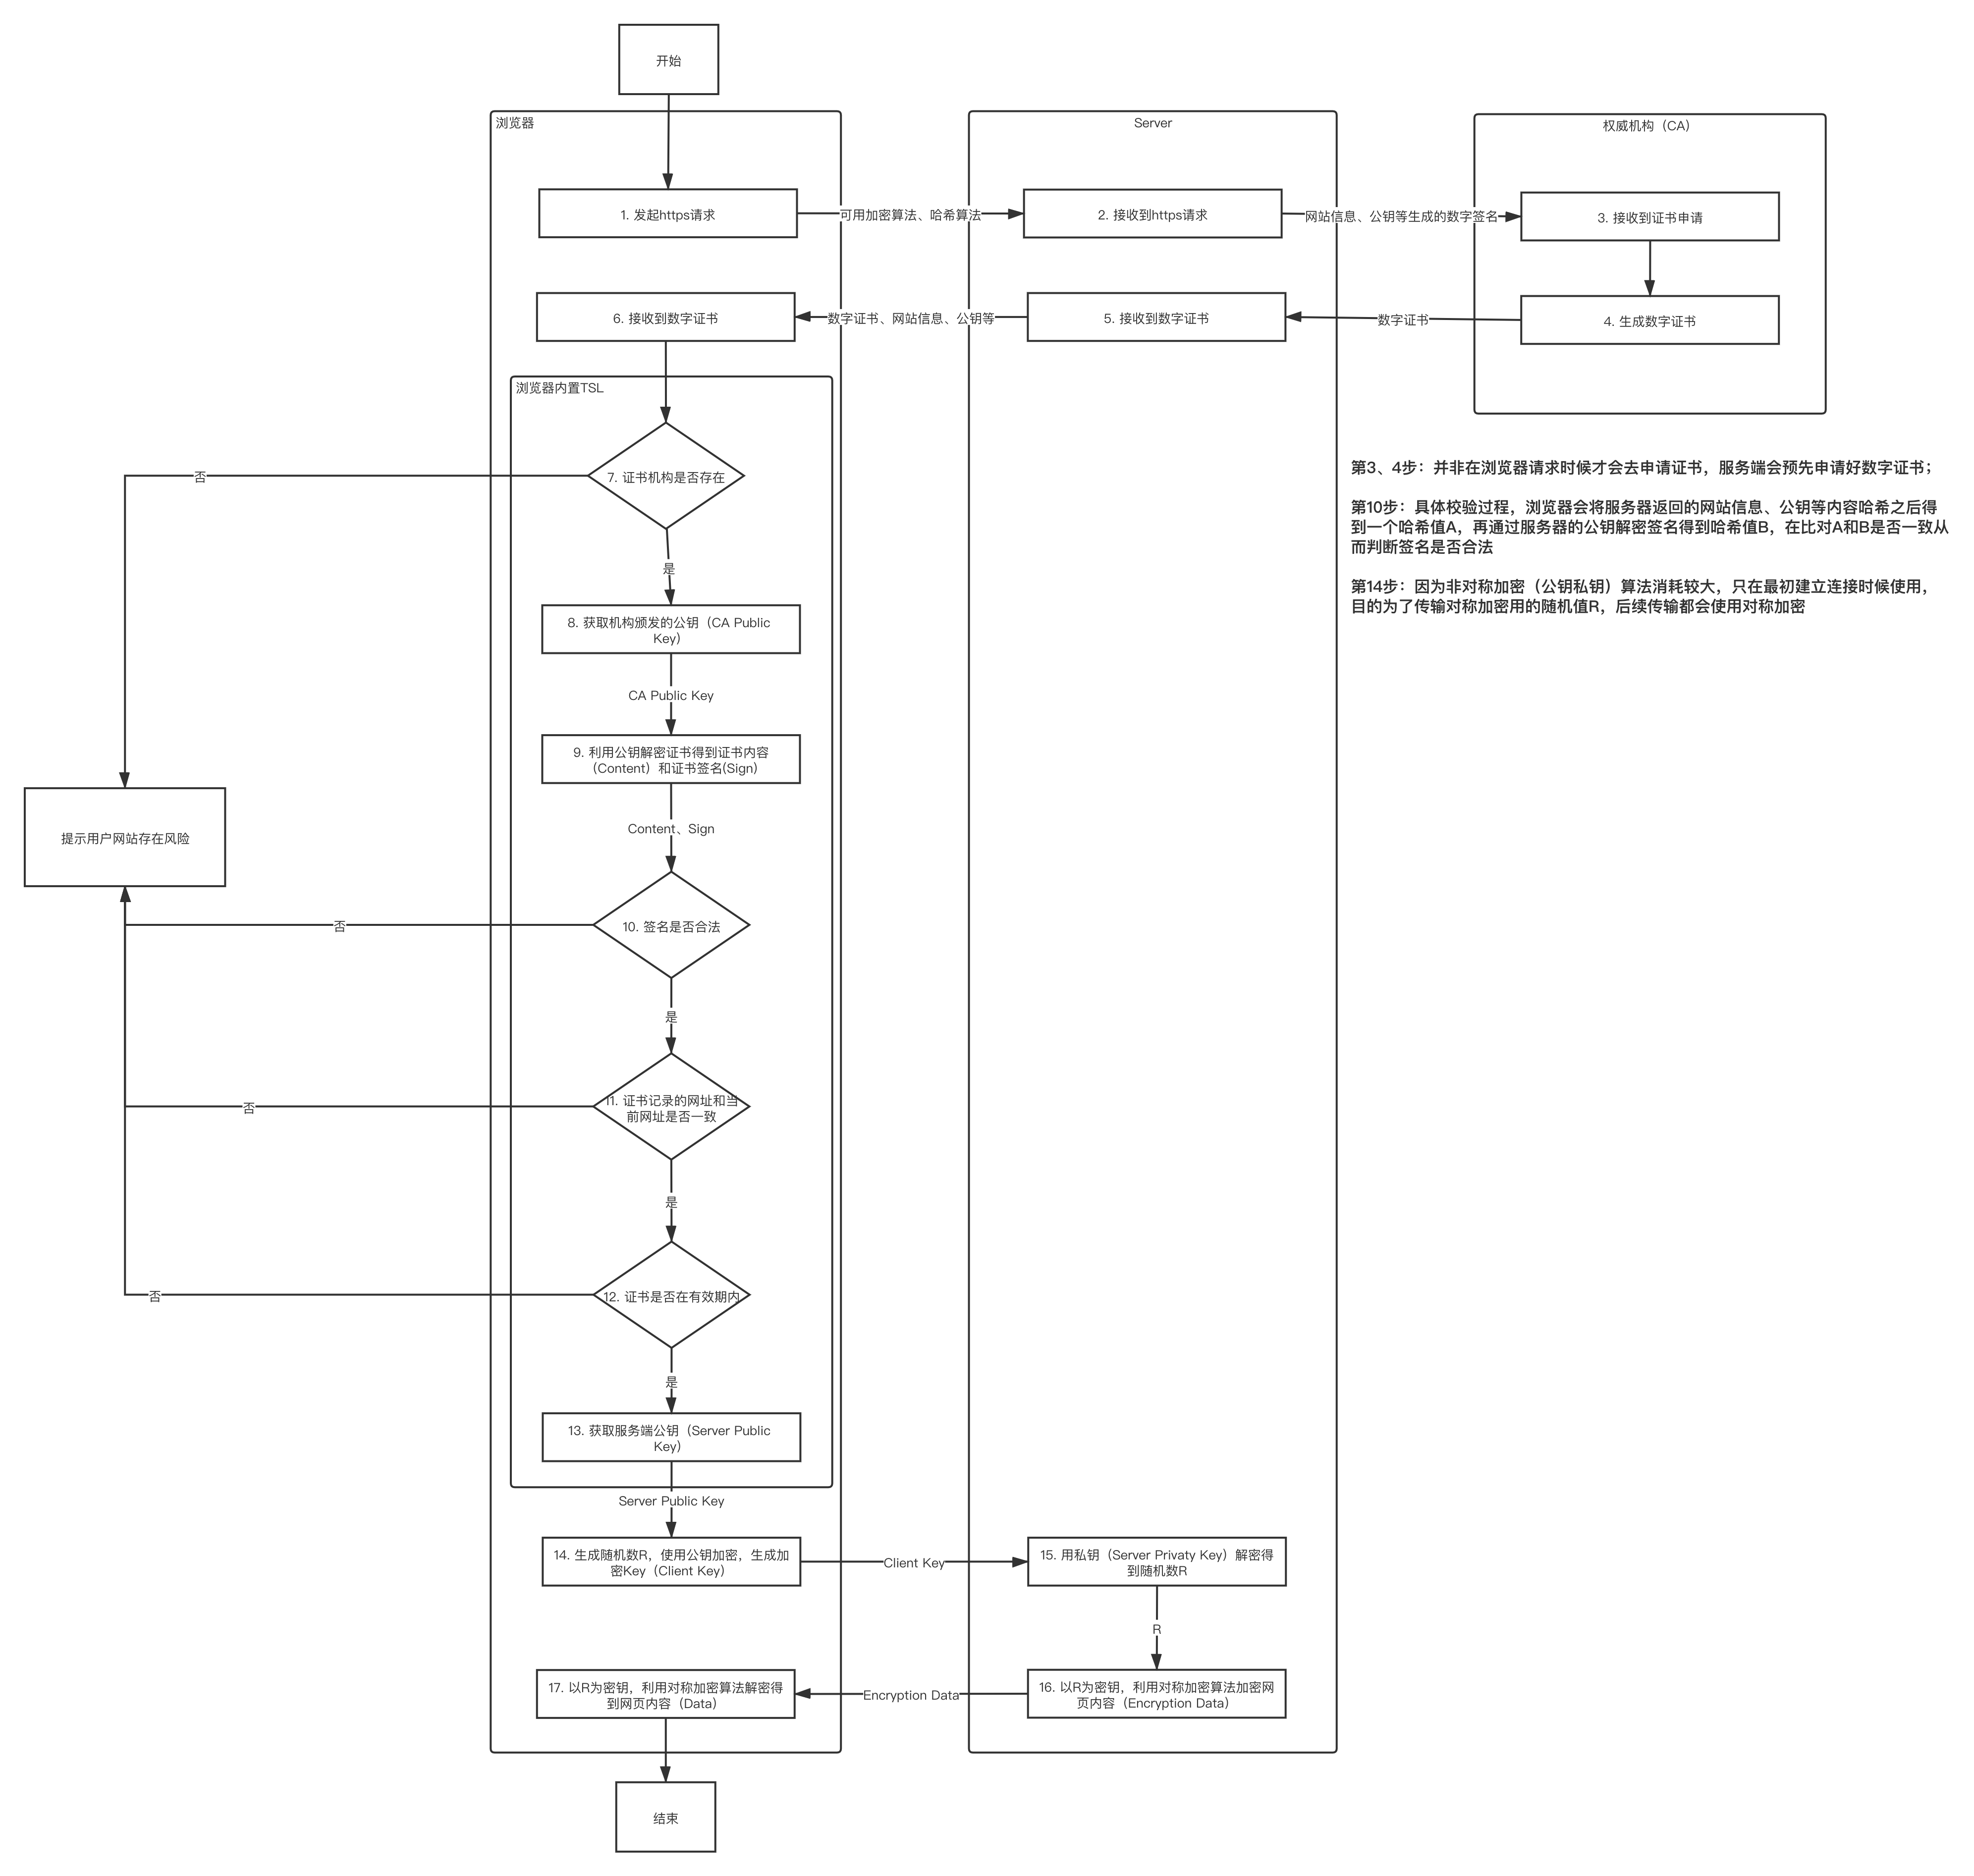 开始
浏览器
Server
权威机构（CA）
1. 发起https请求
可用加密算法、哈希算法
2. 接收到https请求
网站信息、公钥等生成的数字签名
3. 接收到证书申请
6. 接收到数字证书
数字证书、网站信息、公钥等
5. 接收到数字证书
数字证书
4. 生成数字证书
浏览器内置TSL
7. 证书机构是否存在
否
第3、4步：并非在浏览器请求时候才会去申请证书，服务端会预先申请好数字证书；
第10步：具体校验过程，浏览器会将服务器返回的网站信息、公钥等内容哈希之后得
到一个哈希值A，再通过服务器的公钥解密签名得到哈希值B，在比对A和B是否一致从
而判断签名是否合法
第14步：因为非对称加密（公钥私钥）算法消耗较大，只在最初建立连接时候使用，
目的为了传输对称加密用的随机值R，后续传输都会使用对称加密
是
8. 获取机构颁发的公钥（CA Public
Key）
CA Public Key
9. 利用公钥解密证书得到证书内容
（Content）和证书签名(Sign)
提示用户网站存在风险
Content、Sign
10. 签名是否合法
否
是
11. 证书记录的网址和当
前网址是否一致
否
是
12. 证书是否在有效期内
否
是
13. 获取服务端公钥（Server Public
Key）
Server Public Key
14. 生成随机数R，使用公钥加密，生成加
密Key（Client Key）
Client Key
15. 用私钥（Server Privaty Key）解密得
到随机数R
R
17. 以R为密钥，利用对称加密算法解密得
到网页内容（Data）
Encryption Data
16. 以R为密钥，利用对称加密算法加密网
页内容（Encryption Data）
结束